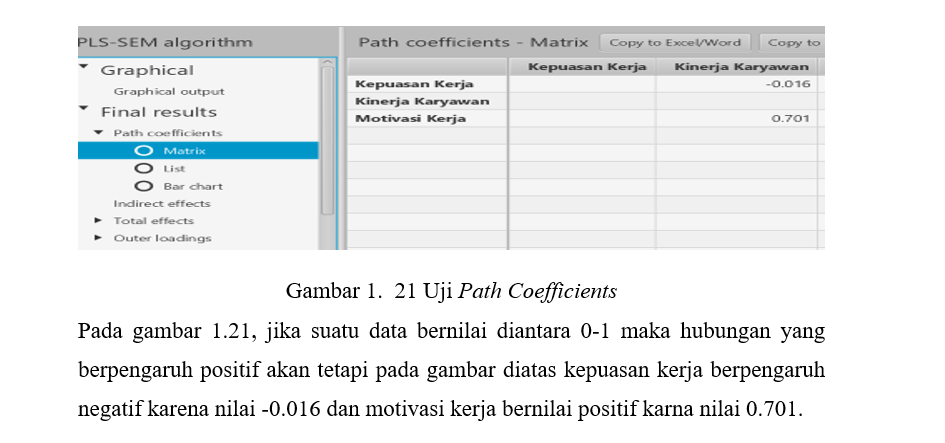 PLS-SEM algorithm
Graphical
Graphical output
Final results
Path coefficients
Matrix
List
Bar chart
Indirect effects
Total effects
Outer loadings
Path coefficients - Matrix Copy to Excel/Word Copy to
Kepuasan Kerja Kinerja Karyawan
Kepuasan Kerja -0.016
Kinerja Karyawan
Motivasi Kerja 0.701
Gambar 1. 21 Uji Path Coefficients
Pada gambar 1.21, jika suatu data bernilai diantara 0-1 maka hubungan yang
berpengaruh positif akan tetapi pada gambar diatas kepuasan kerja berpengaruh
negatif karena nilai -0.016 dan motivasi kerja bernilai positif karna nilai 0.701.